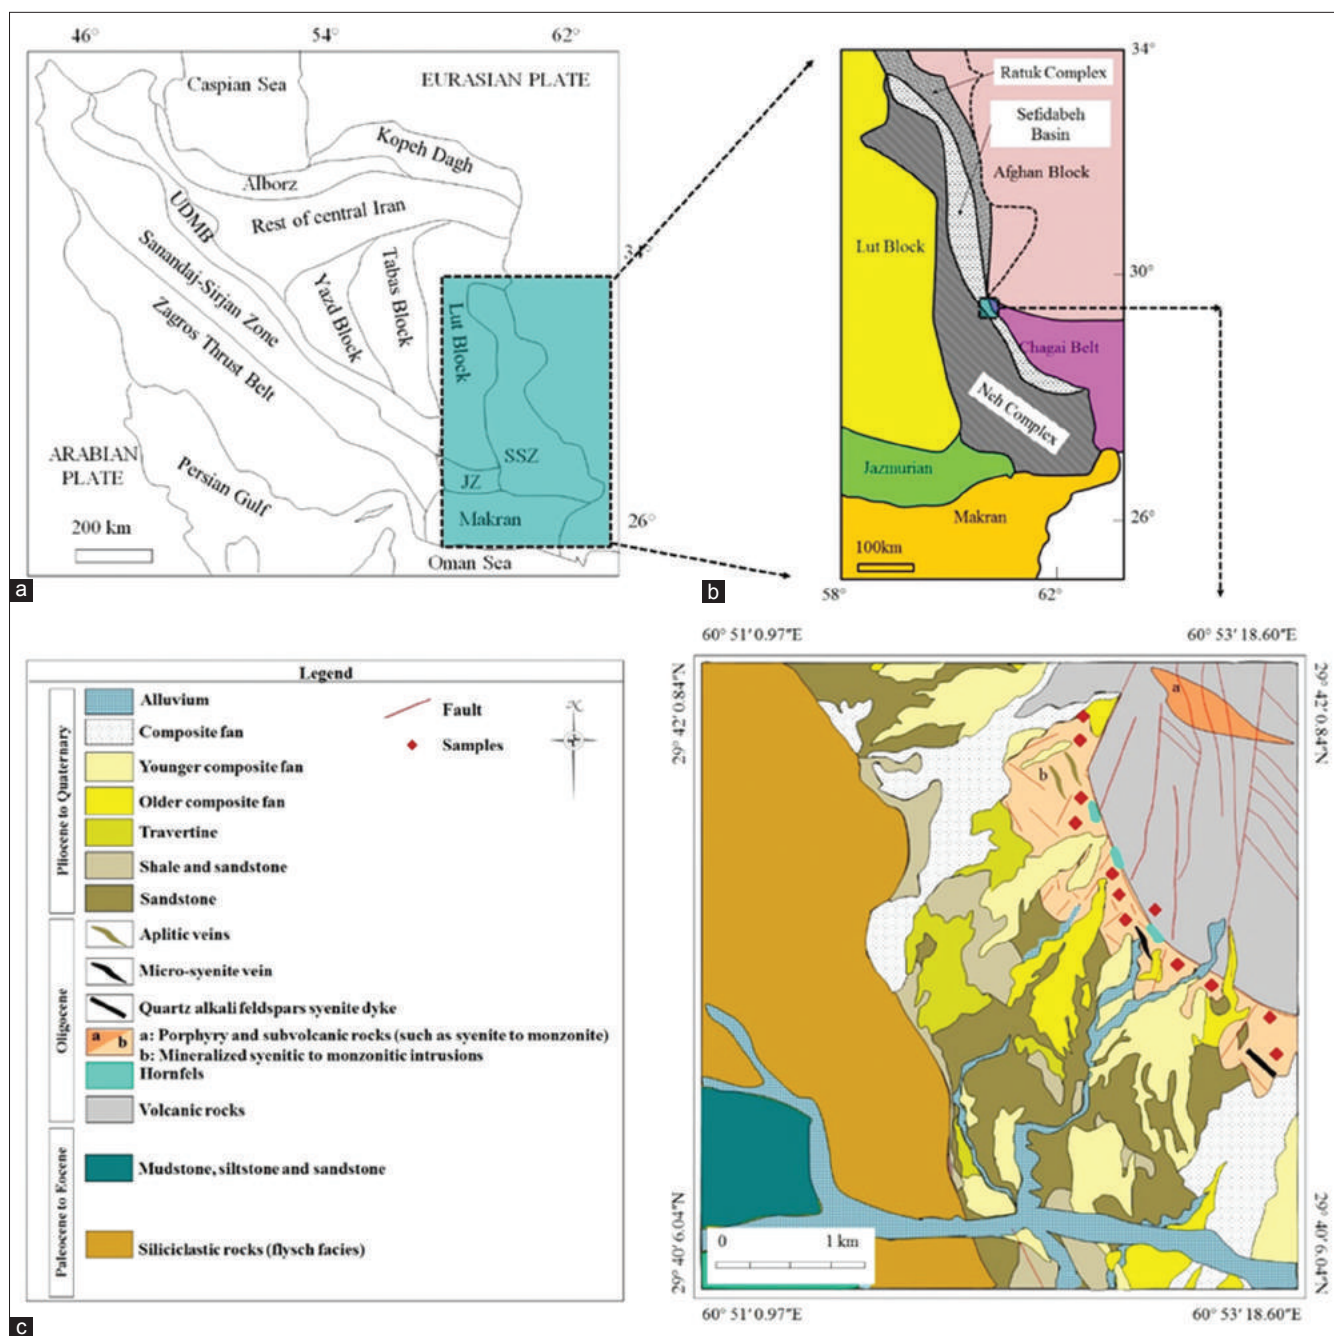 46°
54°
62°
Caspian Sea
EURASIAN PLATE
Kopeh Dagh
Alborz
UDMB
Rest of central Iran
Sanandaj-Sirjan Zone
Tabas Block
Yazd Block
Lut Block
Zagros Thrust Belt
ARABIAN
PLATE
Persian Gulf
SSZ
JZ
200 km
Makran
26°
Oman Sea
a
34°
Ratuk Complex
Sefidabeh
Basin
Afghan Block
Lut Block
30°
Chagai Belt
Neh Complex
Jazmurian
Makran
26°
100km
58°
62°
b
Legend
Pliocene to Quaternary
Alluvium
Composite fan
Younger composite fan
Older composite fan
Travertine
Shale and sandstone
Sandstone
Fault
Samples
N
Oligocene
Aplitic veins
Micro-syenite vein
Quartz alkali feldspars syenite dyke
a b
a: Porphyry and subvolcanic rocks (such as syenite to monzonite)
b: Mineralized syenitic to monzonitic intrusions
Hornfels
Volcanic rocks
Paleocene to Eocene
Mudstone, siltstone and sandstone
Siliciclastic rocks (flysch facies)
c
60° 51′ 0.97″E
60° 53′ 18.60″E
29° 42′ 0.84″N
29° 42′ 0.84″N
a
b
0 1 km
29° 40′ 6.04″N
29° 40′ 6.04″N
60° 51′ 0.97″E
60° 53′ 18.60″E